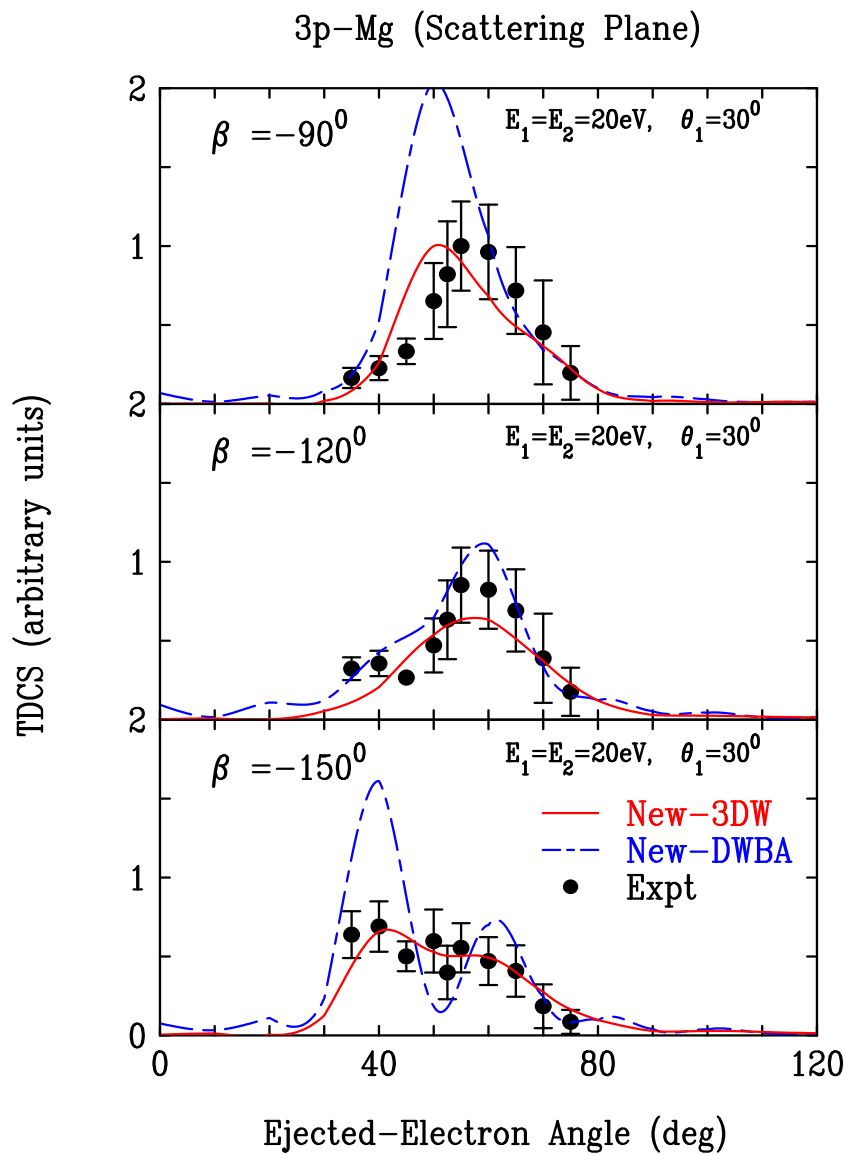 3p-Mg (Scattering Plane)
2
β =-90⁰
E₁=E₂=20eV, θ₁=30⁰
1
2
β =-120⁰
E₁=E₂=20eV, θ₁=30⁰
1
2
β =-150⁰
E₁=E₂=20eV, θ₁=30⁰
New-3DW
New-DWBA
Expt
1
0
TDCS (arbitrary units)
0 40 80 120
Ejected-Electron Angle (deg)